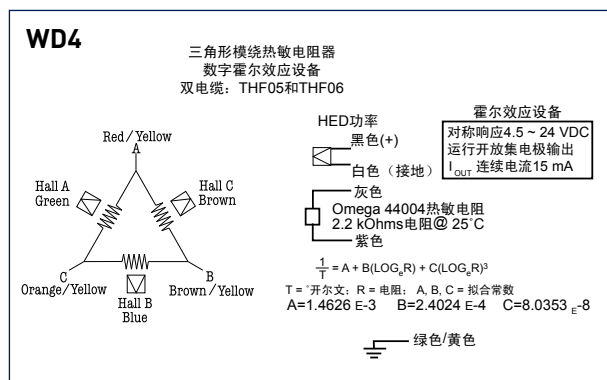 WD4
三角形模绕热敏电阻器
数字霍尔效应设备
双电缆：THF05和THF06
Red/Yellow
A
Hall A
Green
Hall C
Brown
C
Orange/Yellow
Hall B
Blue
B
Brown/Yellow
HED功率
黑色(+)
白色（接地）
霍尔效应设备
对称响应4.5 ~ 24 VDC
运行开放集电极输出
I_OUT 连续电流15 mA
灰色
Omega 44004热敏电阻
2.2 kOhms电阻@ 25°C
紫色
1/T = A + B(LOGeR) + C(LOGeR)³
T = °开尔文；R = 电阻； A, B, C = 拟合常数
A=1.4626 E-3 B=2.4024 E-4 C=8.0353 E-8
绿色/黄色